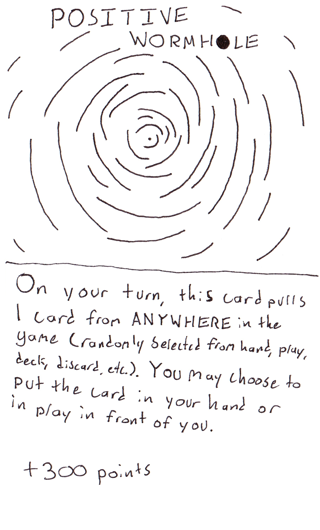 POSITIVE
WORMHOLE
On your turn, this card pulls
1 card from ANYWHERE in the
game (randonly selected from hand, play,
deck, discard, etc.). You may choose to
put the card in your hand or
in play in front of you.
+300 points